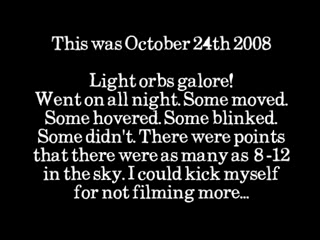 This was October 24th 2008
Light orbs galore!
Went on all night. Some moved.
Some hovered. Some blinked.
Some didn't. There were points
that there were as many as 8-12
in the sky. I could kick myself
for not filming more...